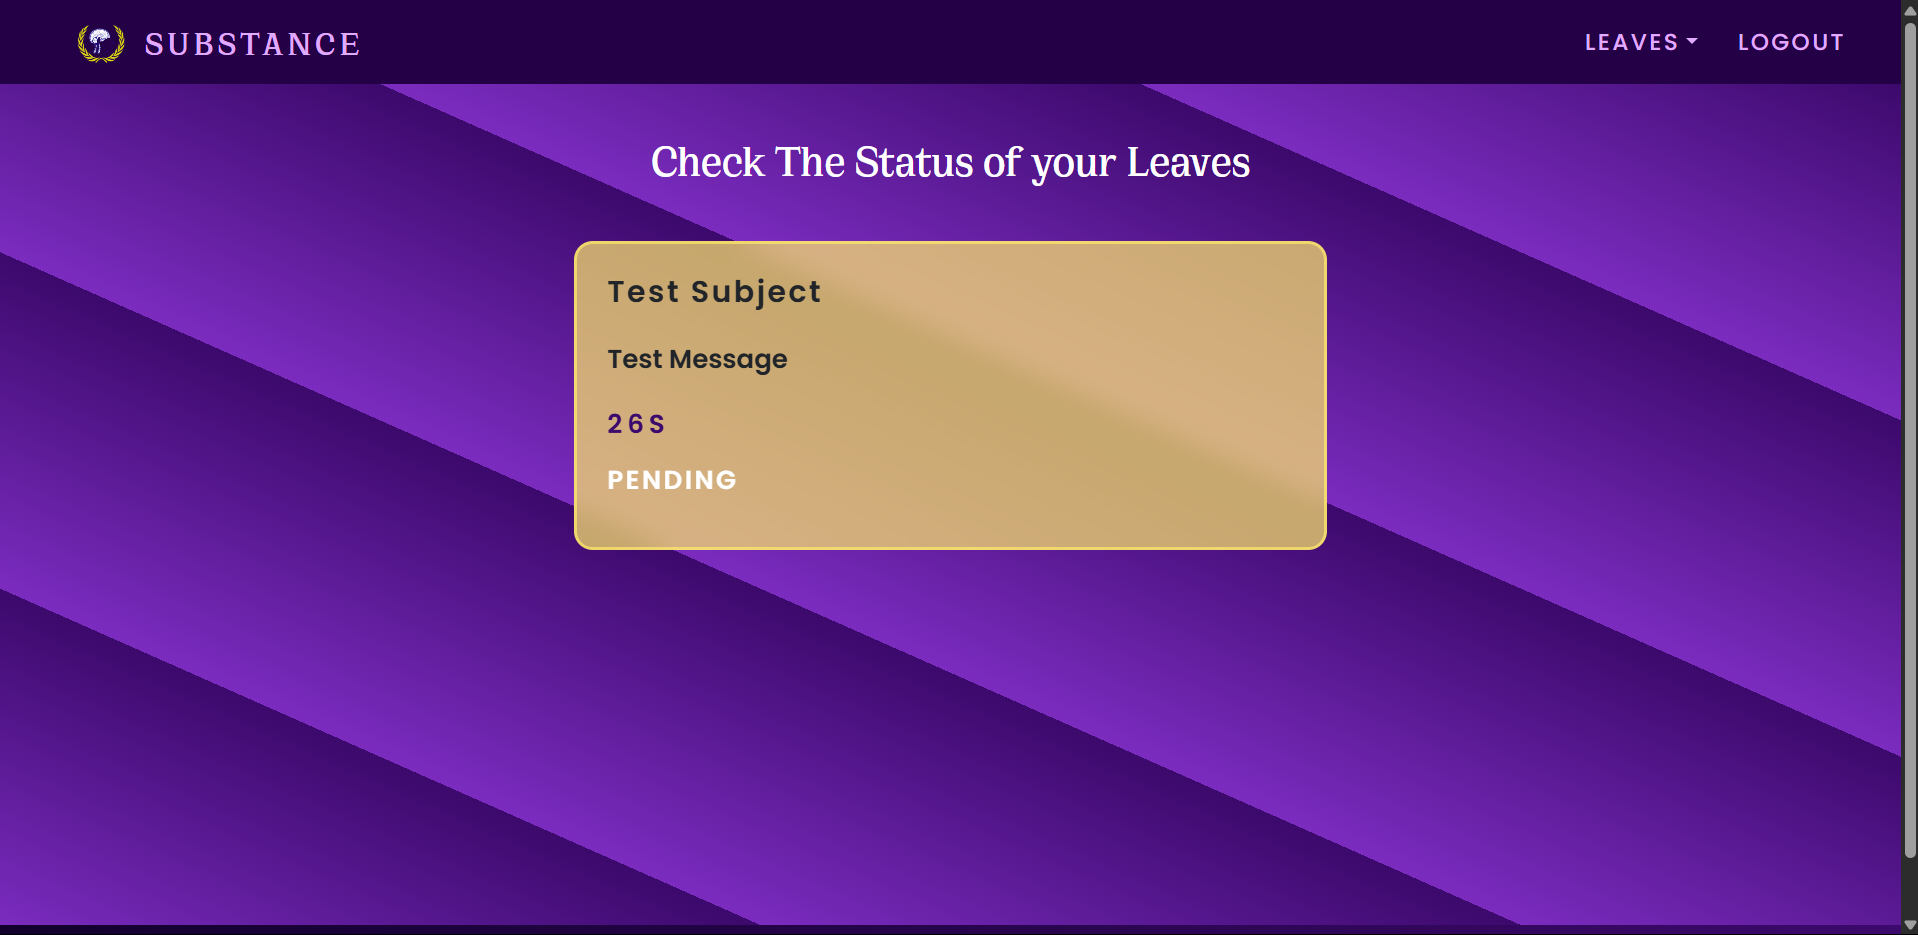 SUBSTANCE
LEAVES
LOGOUT
Check The Status of your Leaves
Test Subject
Test Message
26S
PENDING